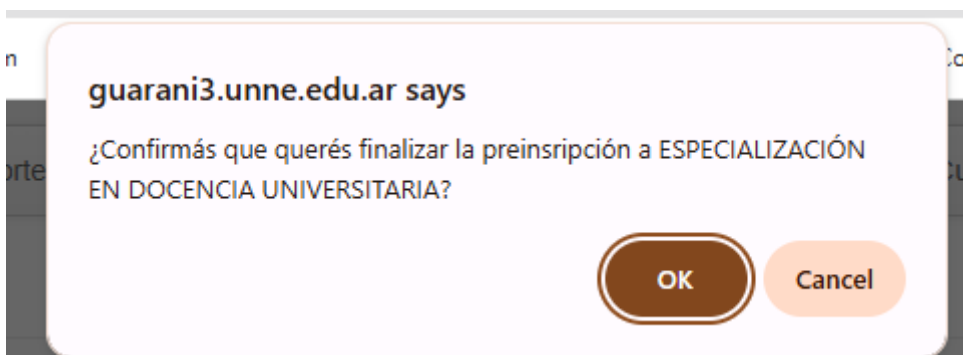 guarani3.unne.edu.ar says
¿Confirmás que querés finalizar la preinsripción a ESPECIALIZACIÓN
EN DOCENCIA UNIVERSITARIA?
OK Cancel